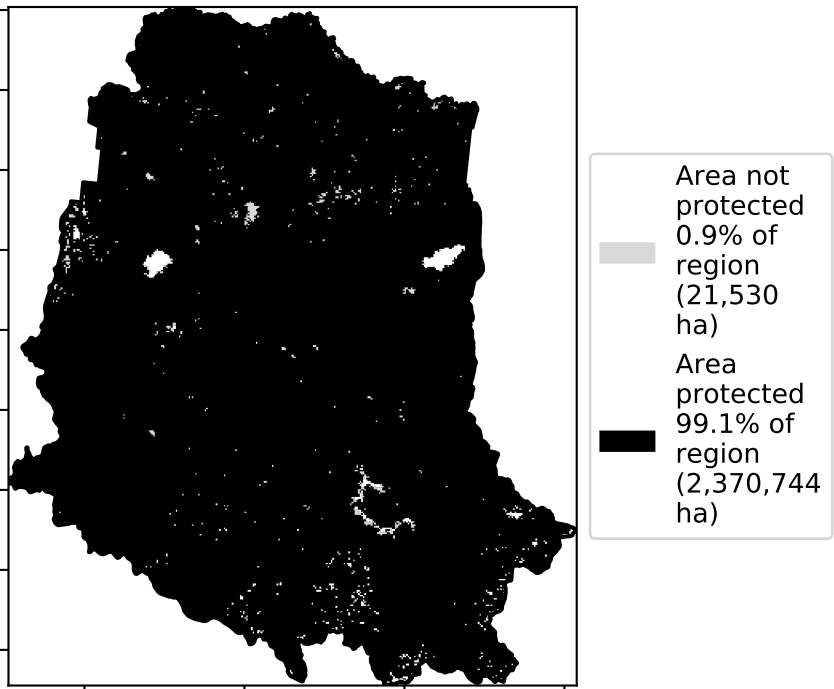 Area not
protected
0.9% of
region
(21,530
ha)
Area
protected
99.1% of
region
(2,370,744
ha)